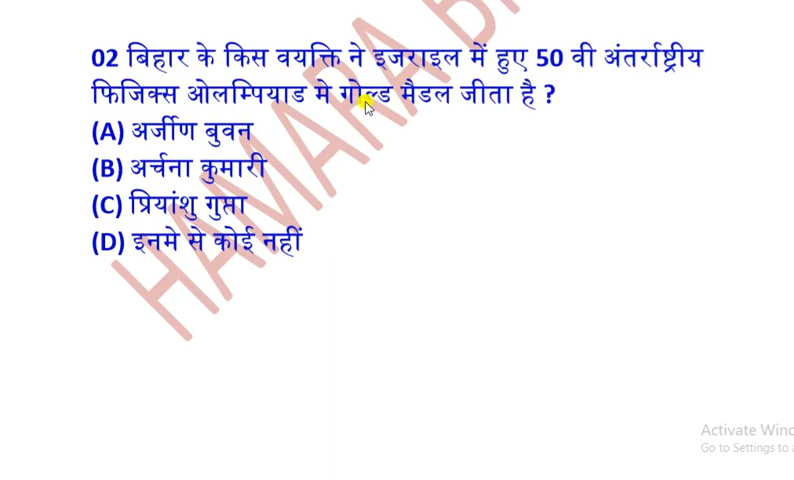 02 बिहार के किस वयक्ति ने इजराइल में हुए 50 वी अंतर्राष्ट्रीय
फिजिक्स ओलम्पियाड मे गोल्ड मैडल जीता है ?
(A) अर्जीण बुवन
(B) अर्चना कुमारी
(C) प्रियांशु गुप्ता
(D) इनमे से कोई नहीं
HAMARA
Activate Winc
Go to Settings to